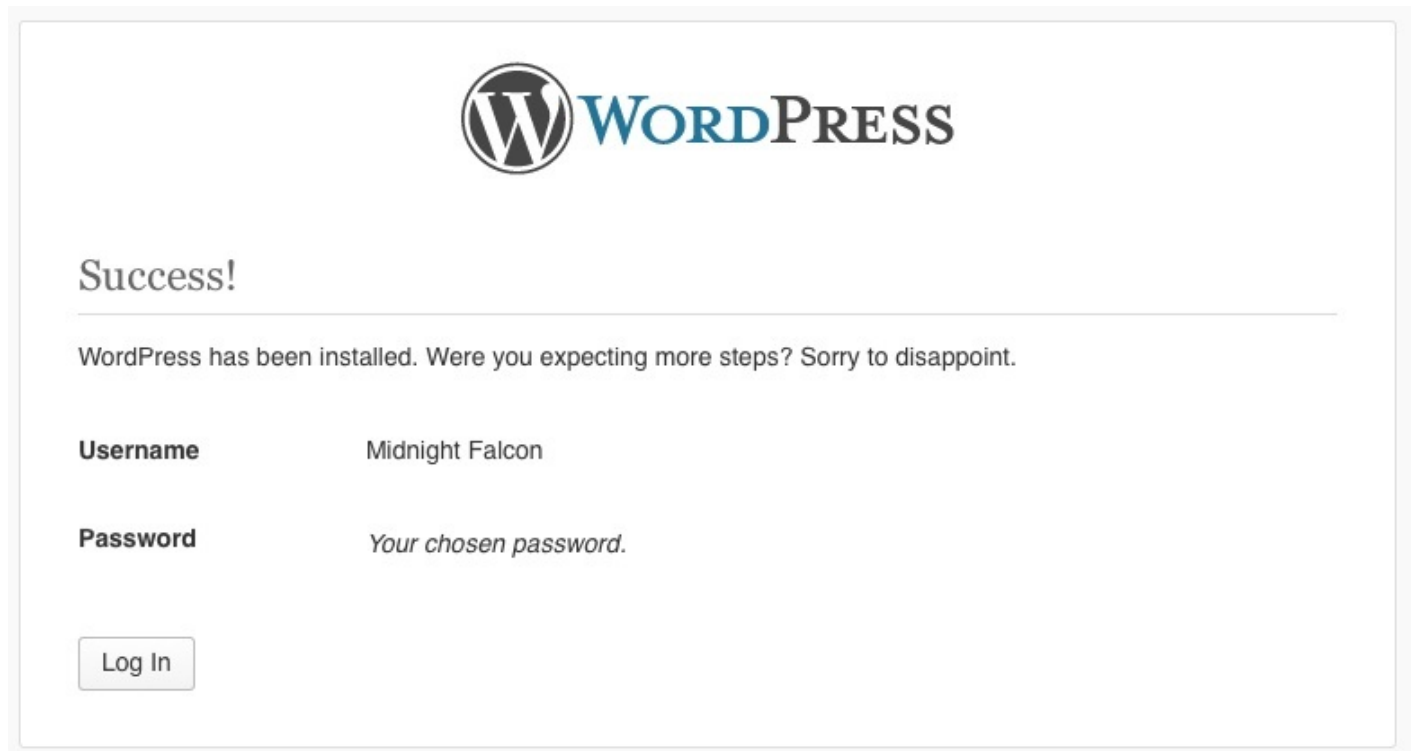 WORDPRESS
Success!
WordPress has been installed. Were you expecting more steps? Sorry to disappoint.
Username Midnight Falcon
Password Your chosen password.
Log In